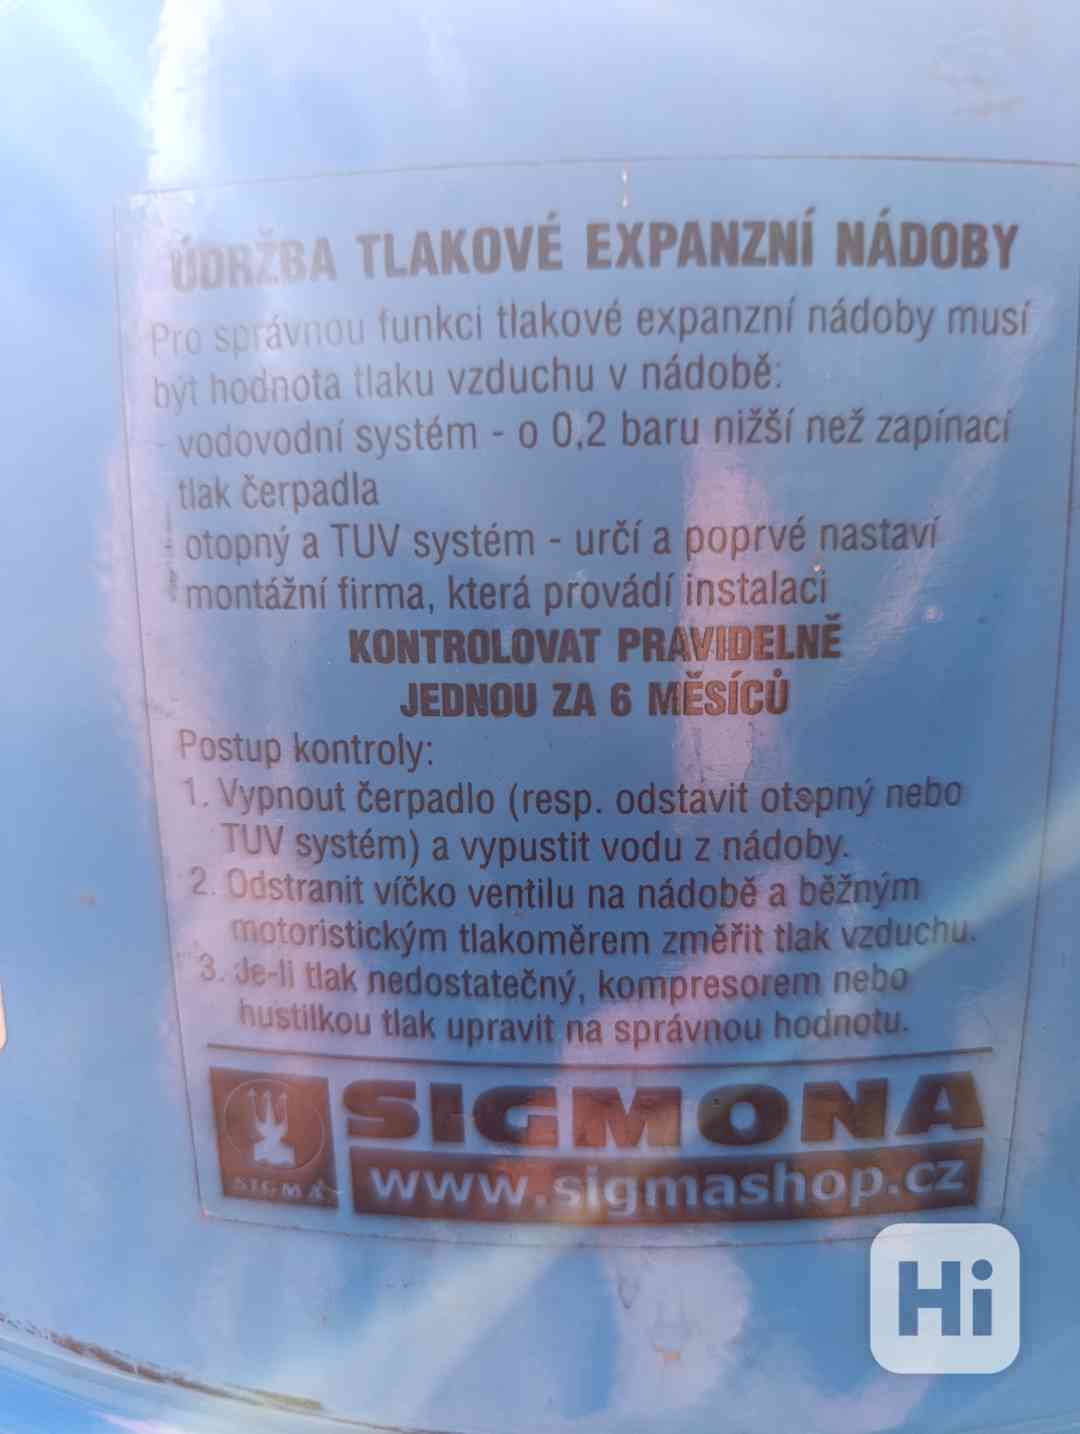 ÚDRŽBA TLAKOVÉ EXPANZNÍ NÁDOBY
Pro správnou funkci tlakové expanzní nádoby musí
být hodnota tlaku vzduchu v nádobě:
- vodovodní systém - o 0,2 baru nižší než zapínací
tlak čerpadla
- otopný a TUV systém - určí a poprvé nastaví
montážní firma, která provádí instalaci
KONTROLOVAT PRAVIDELNĚ
JEDNOU ZA 6 MĚSÍCŮ
Postup kontroly:
1. Vypnout čerpadlo (resp. odstavit otopný nebo
TUV systém) a vypustit vodu z nádoby.
2. Odstranit víčko ventilu na nádobě a běžným
motoristickým tlakoměrem změřit tlak vzduchu.
3. Je-li tlak nedostatečný, kompresorem nebo
hustilkou tlak upravit na správnou hodnotu.
SIGMONA
SIGMA
www.sigmashop.cz
Hi